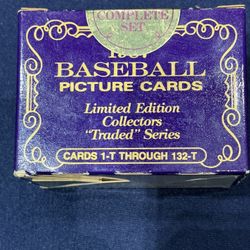 COMPLETE
SET
BASEBALL
PICTURE CARDS
Limited Edition
Collectors
"Traded" Series
CARDS 1-T THROUGH 132-T